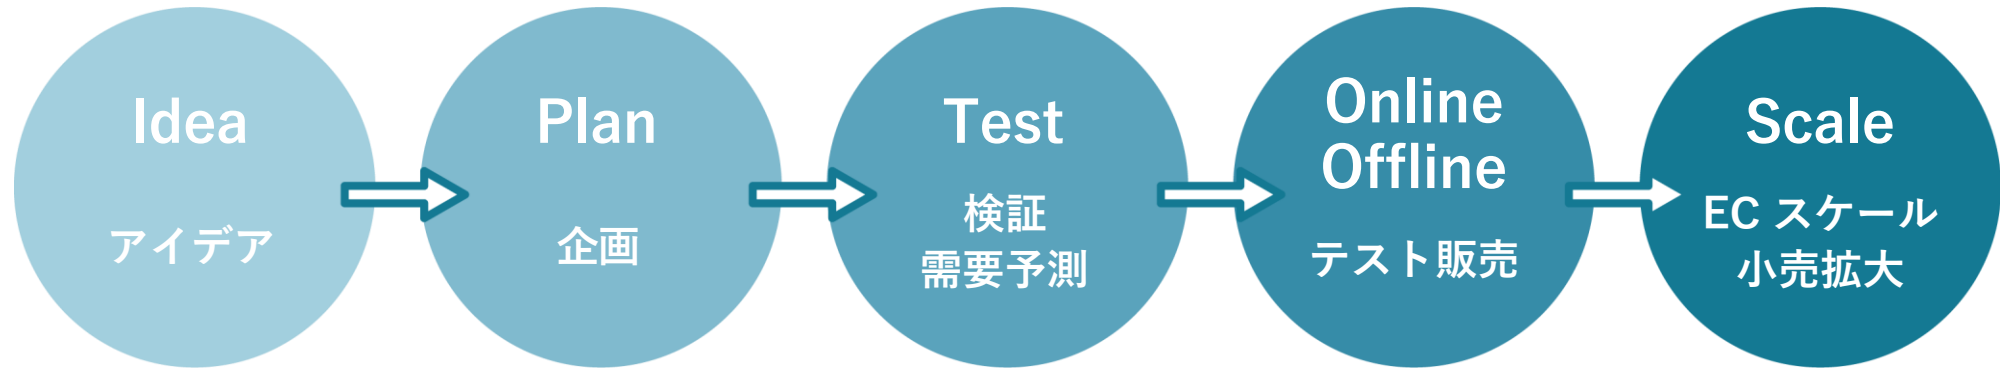 Idea
アイデア
Plan
企画
Test
検証
需要予測
Online
Offline
テスト販売
Scale
EC スケール
小売拡大